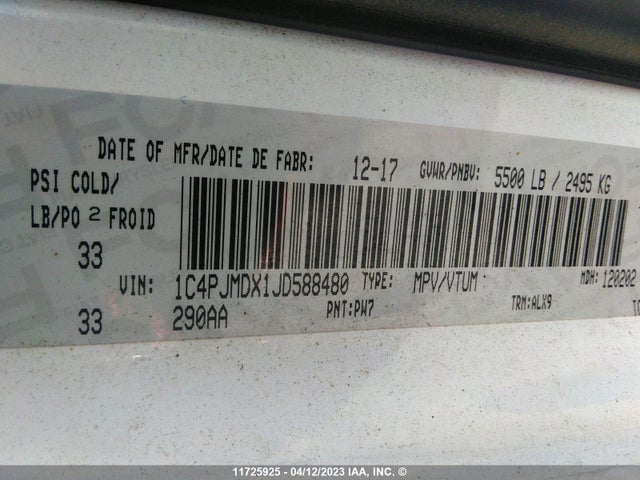 DATE OF MFR/DATE DE FABR: 12-17 GVWR/PNBV: 5500 LB / 2495 KG
PSI COLD/
LB/PO 2 FROID
33
VIN: 1C4PJMDX1JD588480 TYPE: MPV/VTUM MDH: 120202
33 290AA PNT:PW7 TRM:ALX9
11725925 - 04/12/2023 IAA, INC. ©